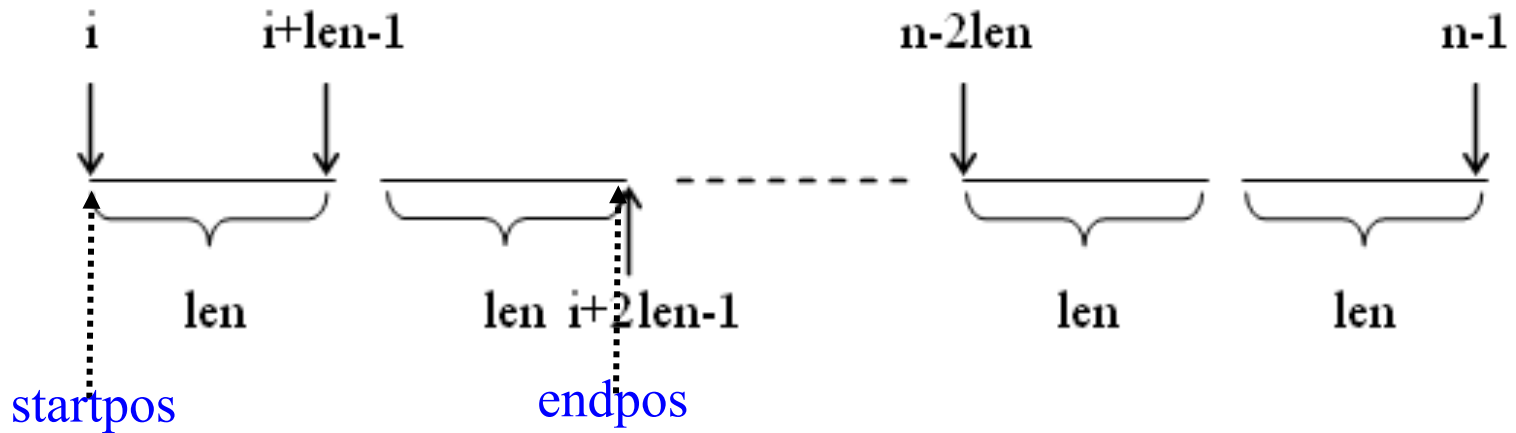 i i+len-1 n-2len n-1
len len i+2len-1 len len
startpos endpos